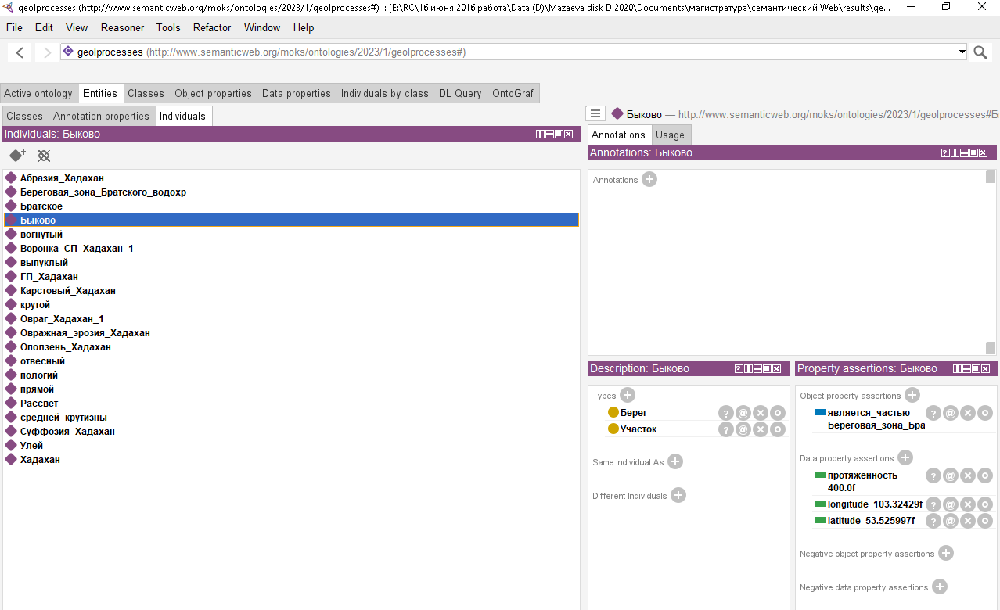 geolprocesses (http://www.semanticweb.org/moks/ontologies/2023/1/geolprocesses#) : [E:\RC\16 июня 2016 работа\Data (D)\Mazaeva disk D 2020\Documents\магистратура\семантический Web\results\ge...
File Edit View Reasoner Tools Refactor Window Help
geolprocesses (http://www.semanticweb.org/moks/ontologies/2023/1/geolprocesses#)
Active ontology Entities Classes Object properties Data properties Individuals by class DL Query OntoGraf
Classes Annotation properties Individuals
Individuals: Быково
Абразия_Хадахан
Береговая_зона_Братского_водохр
Братское
Быково
вогнутый
Воронка_СП_Хадахан_1
выпуклый
ГП_Хадахан
Карстовый_Хадахан
крутой
Овраг_Хадахан_1
Овражная_эрозия_Хадахан
Оползень_Хадахан
отвесный
пологий
прямой
Рассвет
средней_крутизны
Суффозия_Хадахан
Улей
Хадахан
Быково — http://www.semanticweb.org/moks/ontologies/2023/1/geolprocesses#Б
Annotations Usage
Annotations: Быково
Annotations
Description: Быково
Types
Берег
Участок
Same Individual As
Different Individuals
Property assertions: Быково
Object property assertions
является_частью
Береговая_зона_Бра
Data property assertions
протяженность
400.0f
longitude 103.32429f
latitude 53.525997f
Negative object property assertions
Negative data property assertions